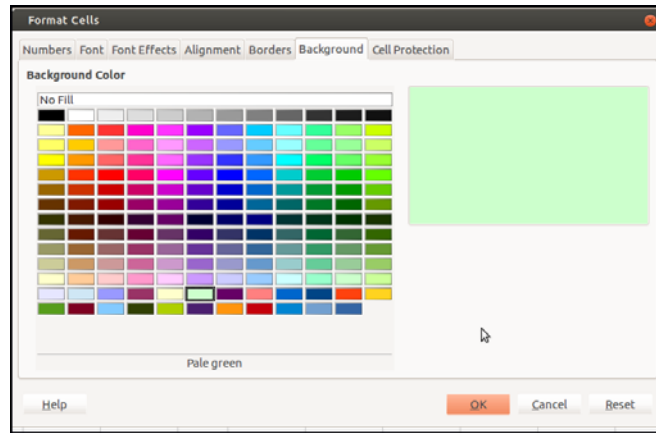 Format Cells
Numbers Font Font Effects Alignment Borders Background Cell Protection
Background Color
No Fill
Pale green
Help OK Cancel Reset